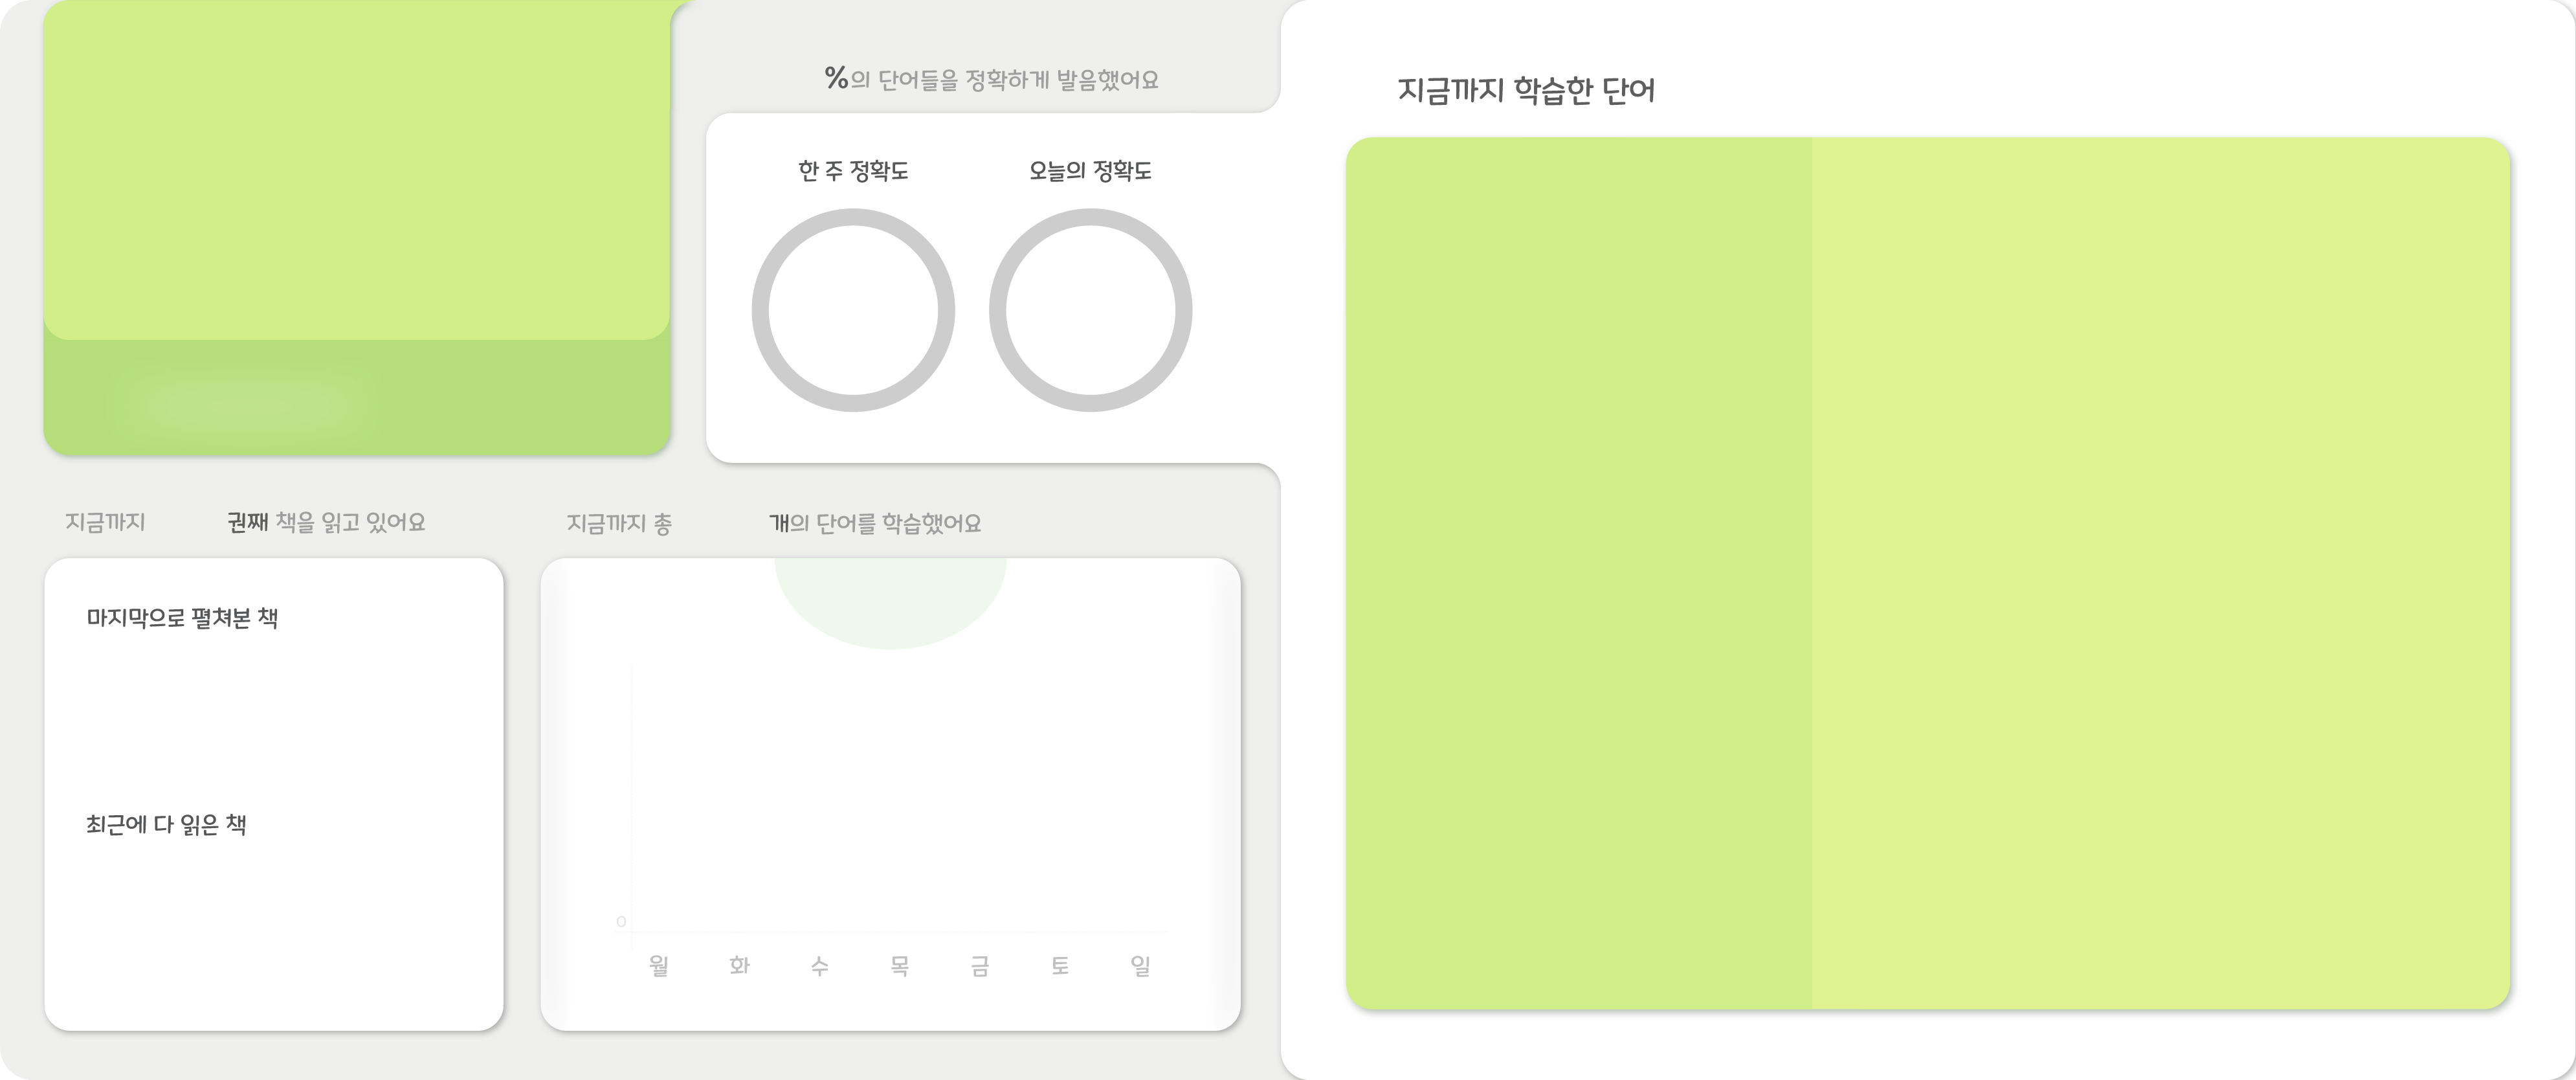 %의 단어들을 정확하게 발음했어요
한 주 정확도
오늘의 정확도
지금까지 권째 책을 읽고 있어요
마지막으로 펼쳐본 책
최근에 다 읽은 책
지금까지 총 개의 단어를 학습했어요
0
월 화 수 목 금 토 일
지금까지 학습한 단어